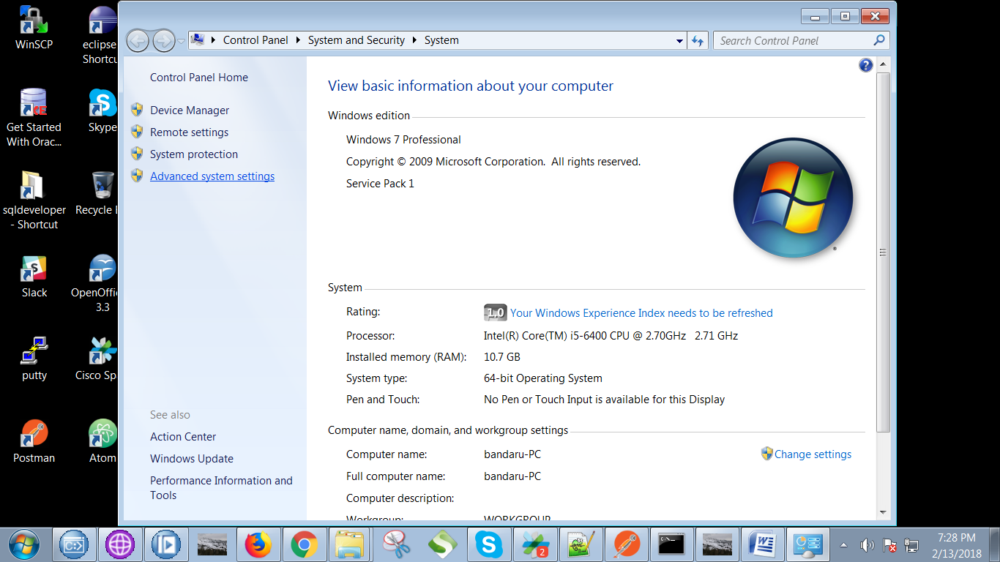 WinSCP
eclipse
Shortcu
Get Started
With Orac...
Skype
sqldeveloper
- Shortcut
Recycle
Slack
OpenOffi
3.3
putty
Cisco Sp
Postman
Atom
Control Panel
System and Security
System
Search Control Panel
Control Panel Home
Device Manager
Remote settings
System protection
Advanced system settings
See also
Action Center
Windows Update
Performance Information and
Tools
View basic information about your computer
Windows edition
Windows 7 Professional
Copyright © 2009 Microsoft Corporation.  All rights reserved.
Service Pack 1
System
Rating:
1,0 Your Windows Experience Index needs to be refreshed
Processor:
Intel(R) Core(TM) i5-6400 CPU @ 2.70GHz   2.71 GHz
Installed memory (RAM):
10.7 GB
System type:
64-bit Operating System
Pen and Touch:
No Pen or Touch Input is available for this Display
Computer name, domain, and workgroup settings
Computer name:
bandaru-PC
Change settings
Full computer name:
bandaru-PC
Computer description:
Workgroup:
WORKGROUP
2
7:28 PM
2/13/2018